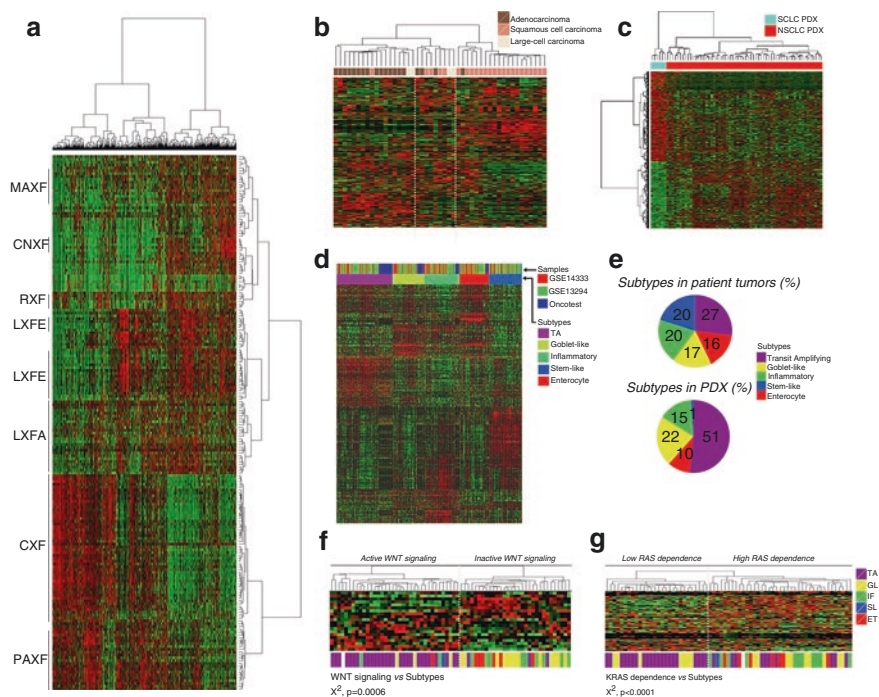 a
MAXF
CNXF
RXF
LXFE
LXFE
LXFA
CXF
PAXF
b
Adenocarcinoma
Squamous cell carcinoma
Large-cell carcinoma
c
SCLC PDX
NSCLC PDX
d
Samples
GSE14333
GSE13294
Oncotest
Subtypes
TA
Goblet-like
Inflammatory
Stem-like
Enterocyte
e
Subtypes in patient tumors (%)
20
27
20
16
17
Subtypes
Transit Amplifying
Goblet-like
Inflammatory
Stem-like
Enterocyte
Subtypes in PDX (%)
15
1
22
51
10
f
Active WNT signaling
Inactive WNT signaling
WNT signaling vs Subtypes
X², p=0.0006
g
Low RAS dependence
High RAS dependence
TA
GL
IF
SL
ET
KRAS dependence vs Subtypes
X², p<0.0001